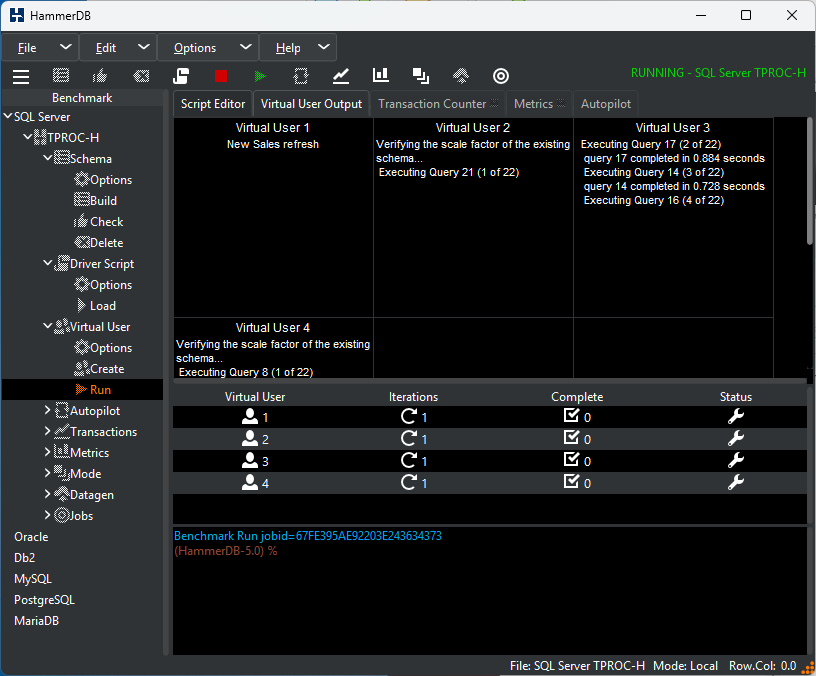 HammerDB
File Edit Options Help
RUNNING - SQL Server TPROC-H
Benchmark
SQL Server
TPROC-H
Schema
Options
Build
Check
Delete
Driver Script
Options
Load
Virtual User
Options
Create
Run
Autopilot
Transactions
Metrics
Mode
Datagen
Jobs
Oracle
Db2
MySQL
PostgreSQL
MariaDB
Script Editor Virtual User Output Transaction Counter Metrics Autopilot
Virtual User 1
New Sales refresh
Virtual User 2
Verifying the scale factor of the existing
schema...
Executing Query 21 (1 of 22)
Virtual User 3
Executing Query 17 (2 of 22)
query 17 completed in 0.884 seconds
Executing Query 14 (3 of 22)
query 14 completed in 0.728 seconds
Executing Query 16 (4 of 22)
Virtual User 4
Verifying the scale factor of the existing
schema...
Executing Query 8 (1 of 22)
Virtual User Iterations Complete Status
1 1 0
2 1 0
3 1 0
4 1 0
Benchmark Run jobid=67FE395AE92203E243634373
(HammerDB-5.0) %
File: SQL Server TPROC-H Mode: Local Row.Col: 0.0